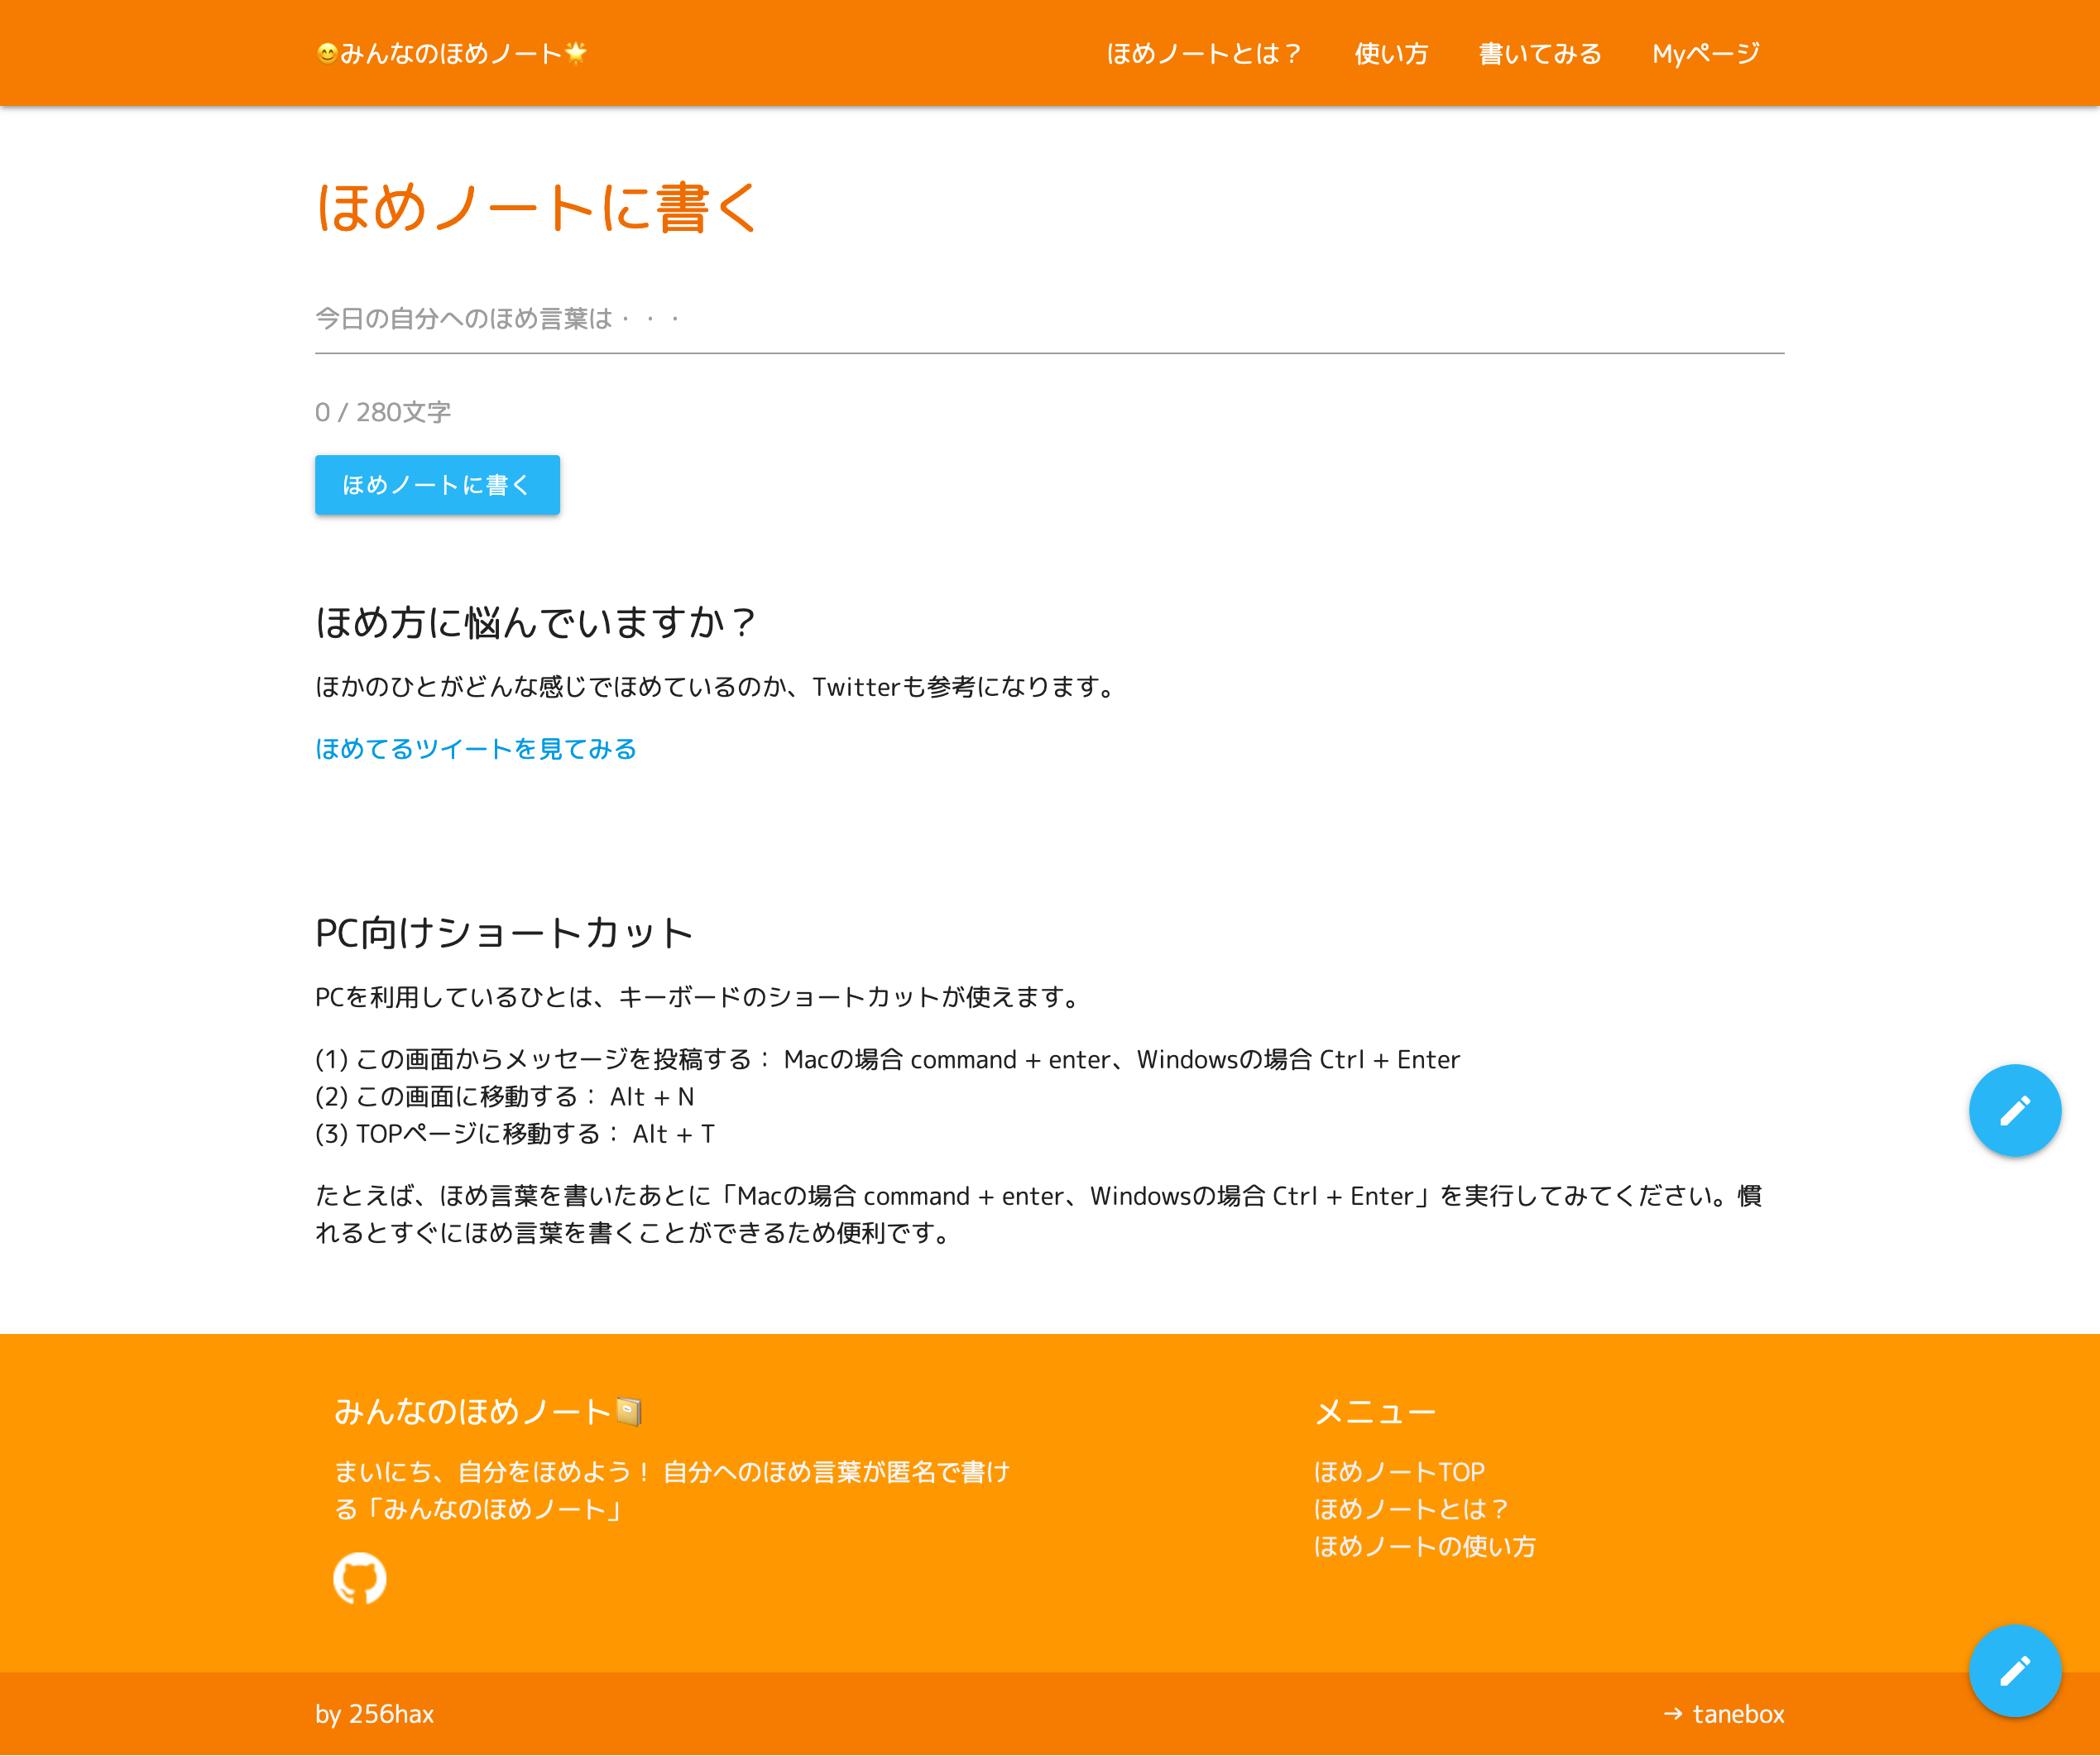 😊みんなのほめノート🌟
ほめノートとは？
使い方
書いてみる
Myページ
ほめノートに書く
今日の自分へのほめ言葉は・・・
0 / 280文字
ほめノートに書く
ほめ方に悩んでいますか？
ほかのひとがどんな感じでほめているのか、Twitterも参考になります。
ほめてるツイートを見てみる
PC向けショートカット
PCを利用しているひとは、キーボードのショートカットが使えます。
(1) この画面からメッセージを投稿する： Macの場合 command + enter、Windowsの場合 Ctrl + Enter
(2) この画面に移動する： Alt + N
(3) TOPページに移動する： Alt + T
たとえば、ほめ言葉を書いたあとに「Macの場合 command + enter、Windowsの場合 Ctrl + Enter」を実行してみてください。慣
れるとすぐにほめ言葉を書くことができるため便利です。
みんなのほめノート📔
まいにち、自分をほめよう！ 自分へのほめ言葉が匿名で書け
る「みんなのほめノート」
メニュー
ほめノートTOP
ほめノートとは？
ほめノートの使い方
by 256hax
→ tanebox